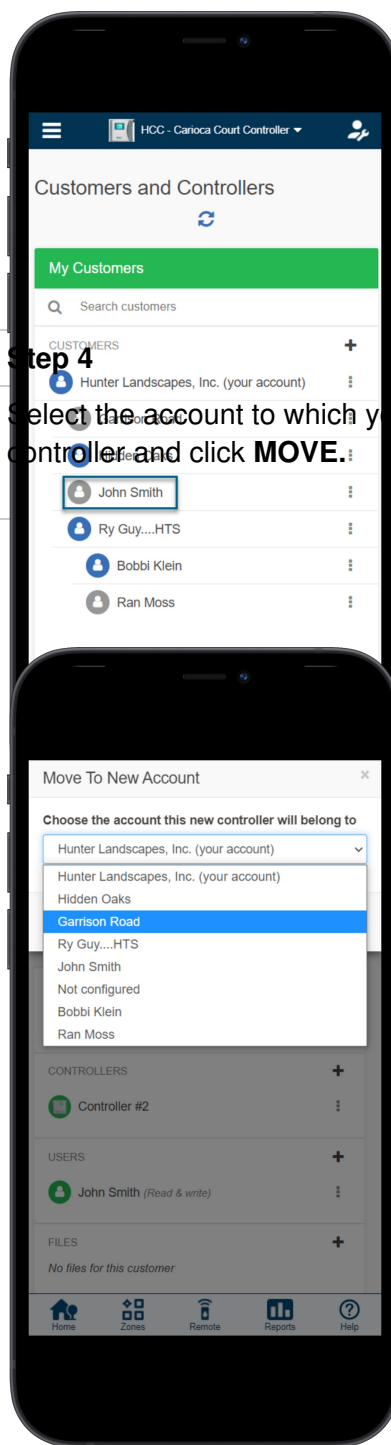 HCC - Carioca Court Controller
Customers and Controllers
My Customers
Search customers
CUSTOMERS
Step 4
Hunter Landscapes, Inc. (your account)
Select the account to which y
Garrison Road
controller and click MOVE.
Hidden Oaks
John Smith
Ry Guy....HTS
Bobbi Klein
Ran Moss
Move To New Account
×
Choose the account this new controller will belong to
Hunter Landscapes, Inc. (your account)
Hunter Landscapes, Inc. (your account)
Hidden Oaks
Garrison Road
Ry Guy....HTS
John Smith
Not configured
Bobbi Klein
Ran Moss
CONTROLLERS
Controller #2
USERS
John Smith (Read & write)
FILES
No files for this customer
Home Zones Remote Reports Help